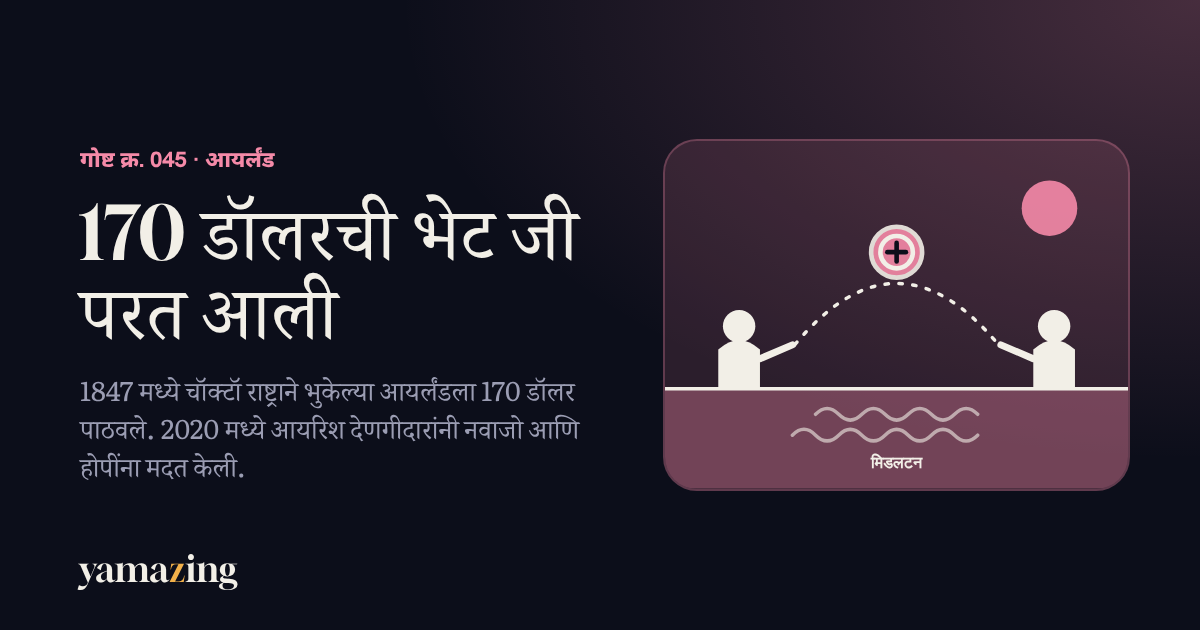 गोष्ट क्र. 045 · आयर्लंड
170 डॉलरची भेट जी
परत आली
1847 मध्ये चॉक्टॉ राष्ट्राने भुकेल्या आयर्लंडला 170 डॉलर
पाठवले. 2020 मध्ये आयरिश देणगीदारांनी नवाजो आणि
होपींना मदत केली.
मिडलटन
yamazing